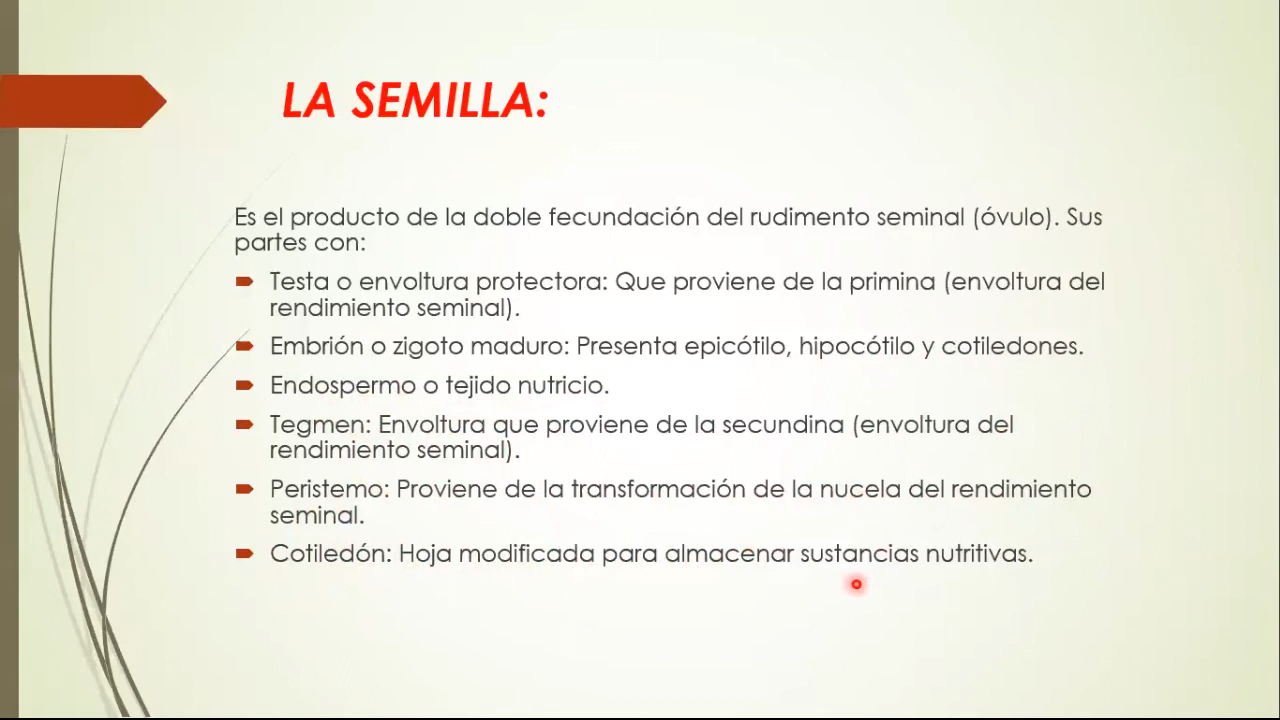 LA SEMILLA:
Es el producto de la doble fecundación del rudimento seminal (óvulo). Sus
partes con:
Testa o envoltura protectora: Que proviene de la primina (envoltura del
rendimiento seminal).
Embrión o zigoto maduro: Presenta epicótilo, hipocótilo y cotiledones.
Endospermo o tejido nutricio.
Tegmen: Envoltura que proviene de la secundina (envoltura del
rendimiento seminal).
Peristemo: Proviene de la transformación de la nucela del rendimiento
seminal.
Cotiledón: Hoja modificada para almacenar sustancias nutritivas.